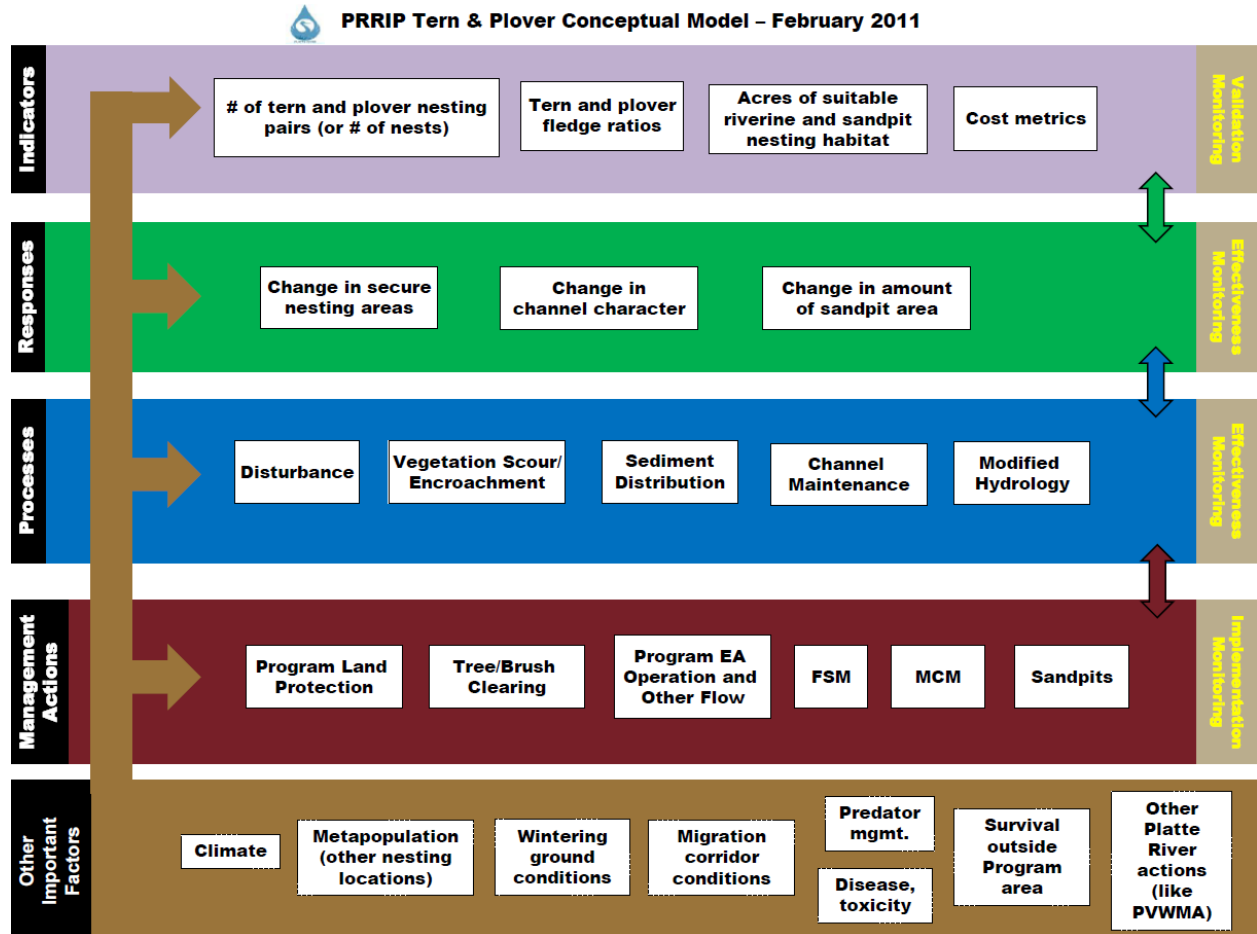 PRRIP Tern & Plover Conceptual Model – February 2011
Indicators
# of tern and plover nesting
pairs (or # of nests)
Tern and plover
fledge ratios
Acres of suitable
riverine and sandpit
nesting habitat
Cost metrics
Validation
Monitoring
Responses
Change in secure
nesting areas
Change in
channel character
Change in amount
of sandpit area
Effectiveness
Monitoring
Processes
Disturbance
Vegetation Scour/
Encroachment
Sediment
Distribution
Channel
Maintenance
Modified
Hydrology
Effectiveness
Monitoring
Management
Actions
Program Land
Protection
Tree/Brush
Clearing
Program EA
Operation and
Other Flow
FSM
MCM
Sandpits
Implementation
Monitoring
Other
Important
Factors
Climate
Metapopulation
(other nesting
locations)
Wintering
ground
conditions
Migration
corridor
conditions
Predator
mgmt.
Disease,
toxicity
Survival
outside
Program
area
Other
Platte
River
actions
(like
PVWMA)